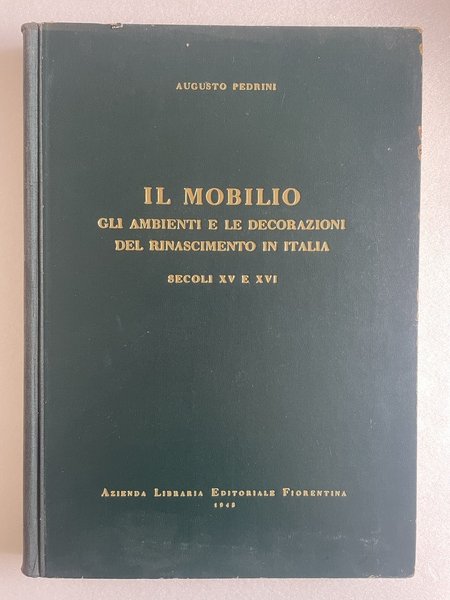 AUGUSTO PEDRINI
IL MOBILIO
GLI AMBIENTI E LE DECORAZIONI
DEL RINASCIMENTO IN ITALIA
SECOLI XV E XVI
AZIENDA LIBRARIA EDITORIALE FIORENTINA
1948